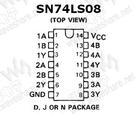 SN74LS08
(TOP VIEW)
1A 1 14 VCC
1B 2 13 4B
1Y 3 12 4A
2A 4 11 4Y
2B 5 10 3B
2Y 6 9 3A
GND 7 8 3Y
D, J OR N PACKAGE